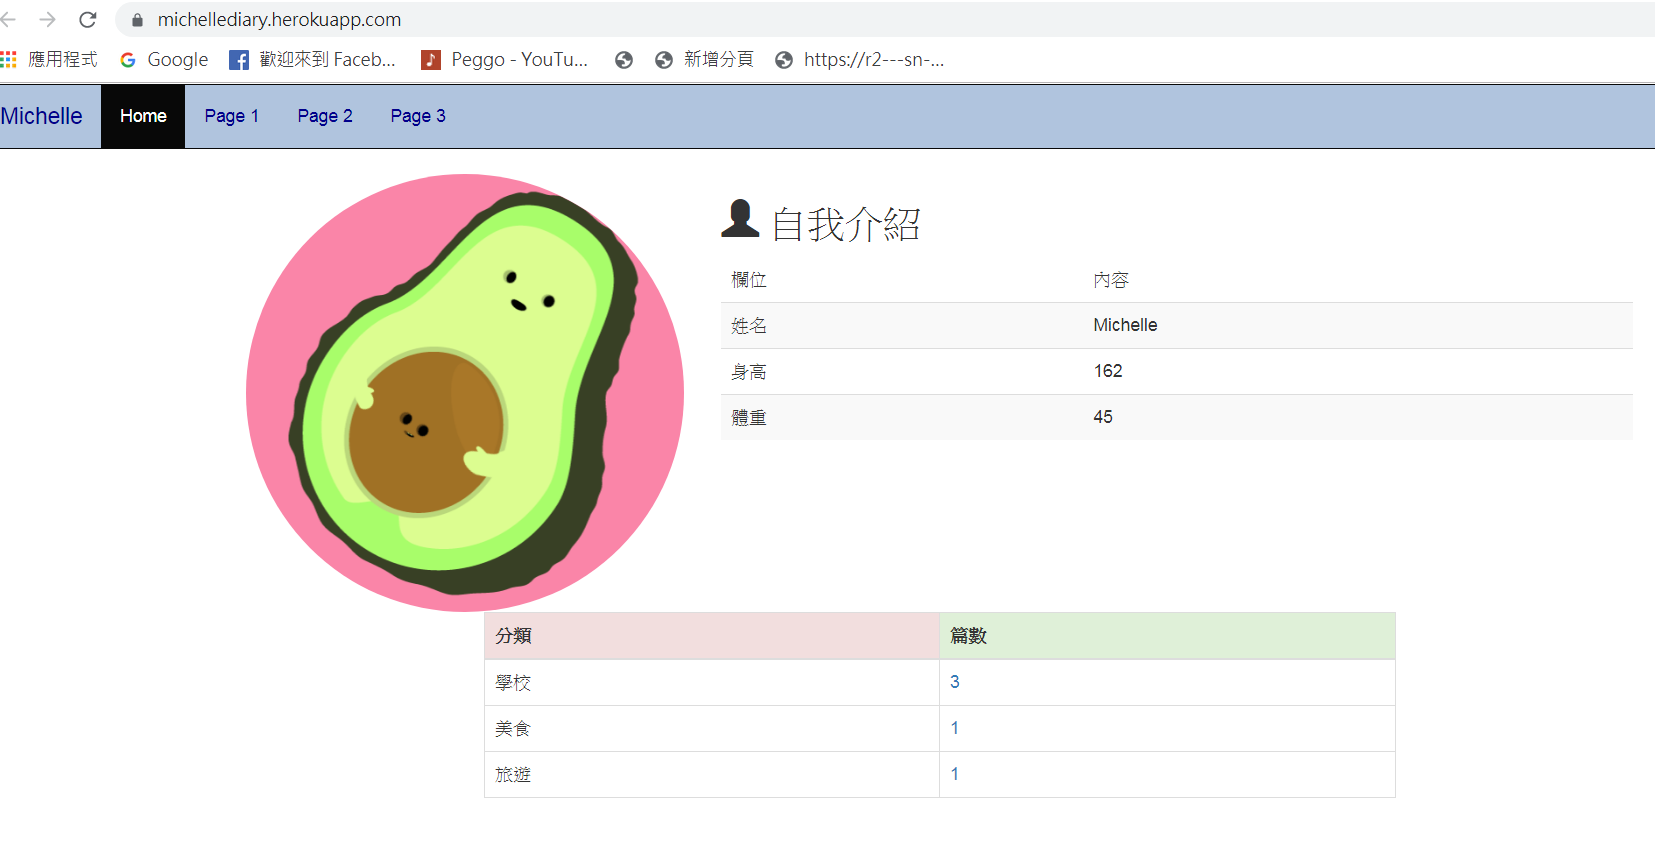 michellediary.herokuapp.com
應用程式 Google 歡迎來到 Faceb... Peggo - YouTu... 新增分頁 https://r2---sn-...
Michelle Home Page 1 Page 2 Page 3
自我介紹
欄位 內容
姓名 Michelle
身高 162
體重 45
分類 篇數
學校 3
美食 1
旅遊 1